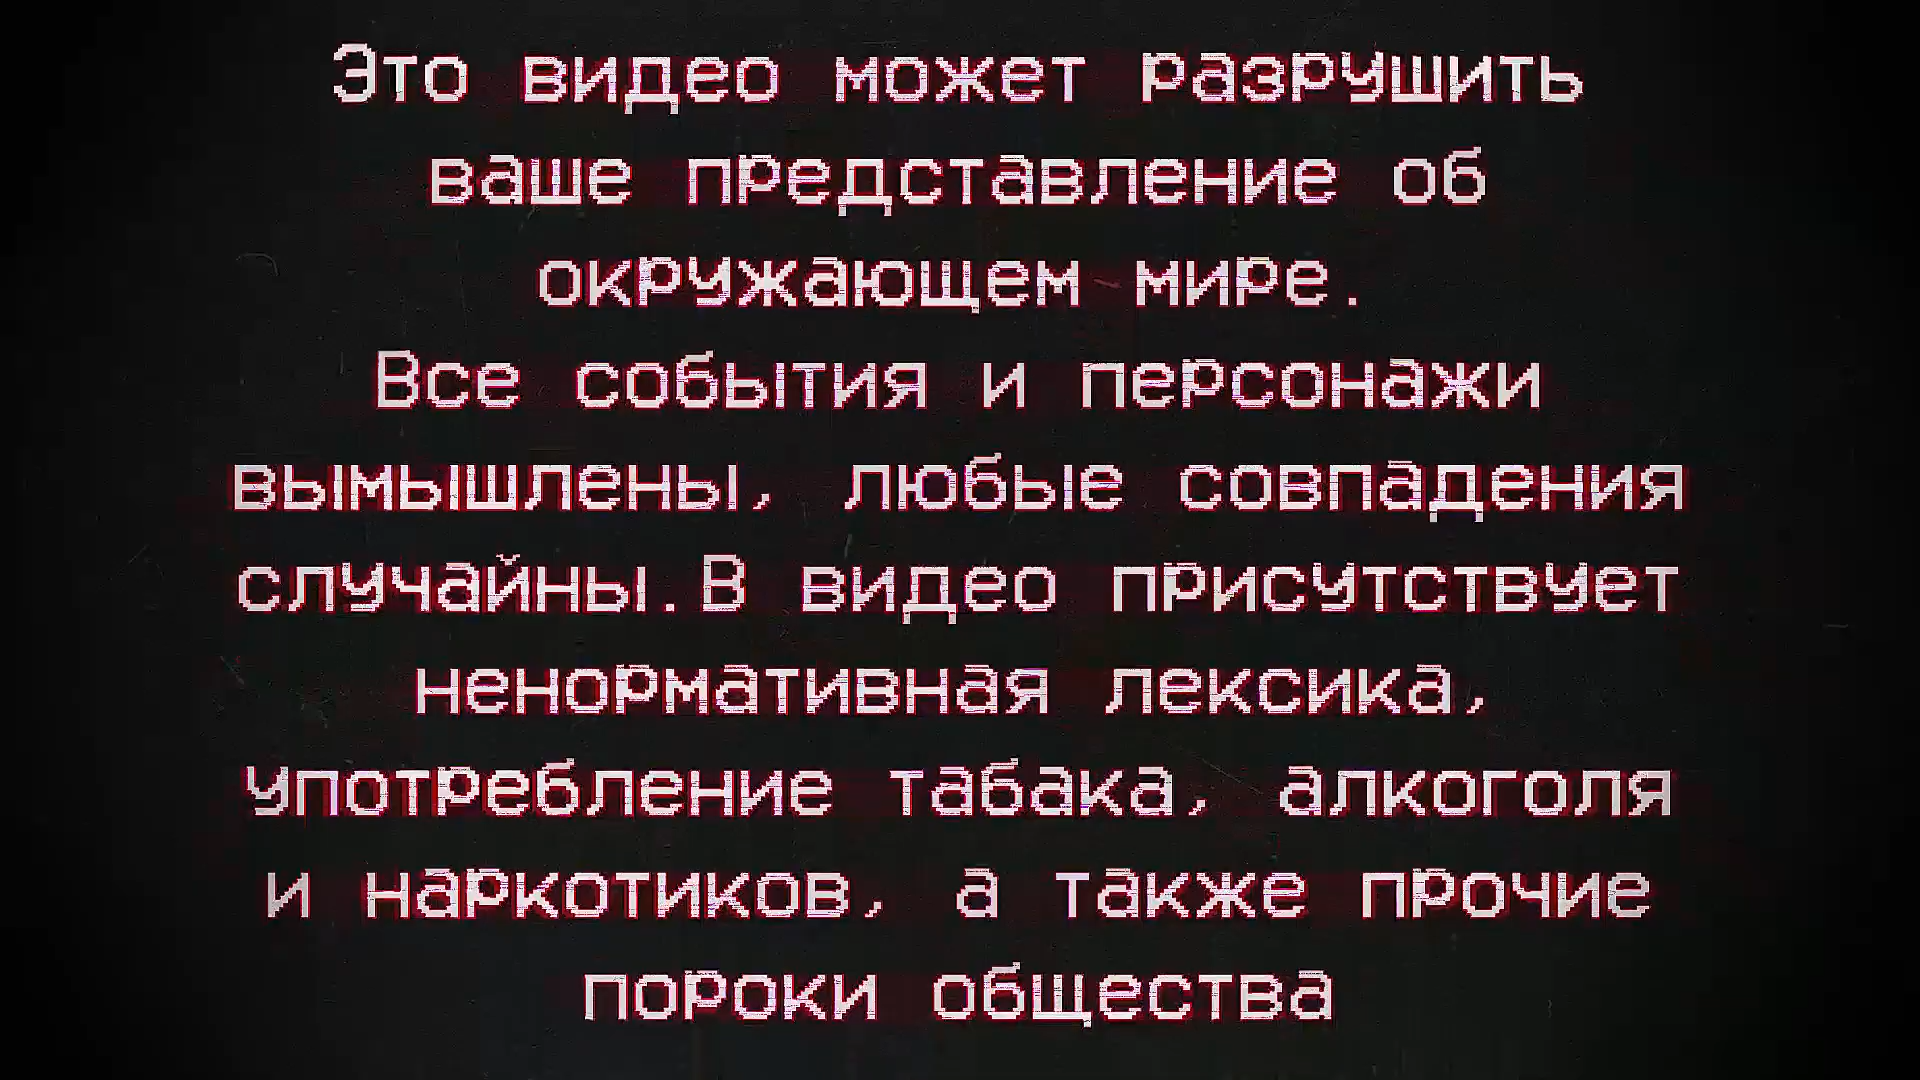 Это видео может разрушить
ваше представление об
окружающем мире.
Все события и персонажи
вымышлены, любые совпадения
случайны.В видео присутствует
ненормативная лексика,
употребление табака, алкоголя
и наркотиков, а также прочие
пороки общества